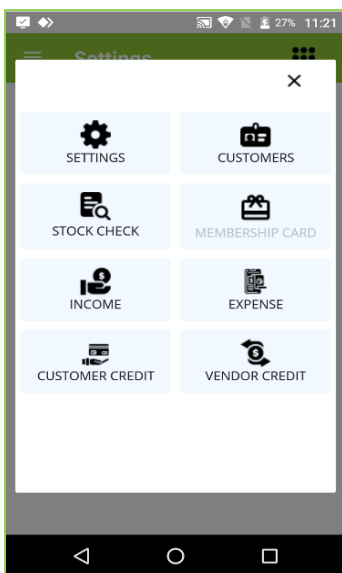 27% 11:21
Settings
×
SETTINGS
CUSTOMERS
STOCK CHECK
MEMBERSHIP CARD
INCOME
EXPENSE
CUSTOMER CREDIT
VENDOR CREDIT